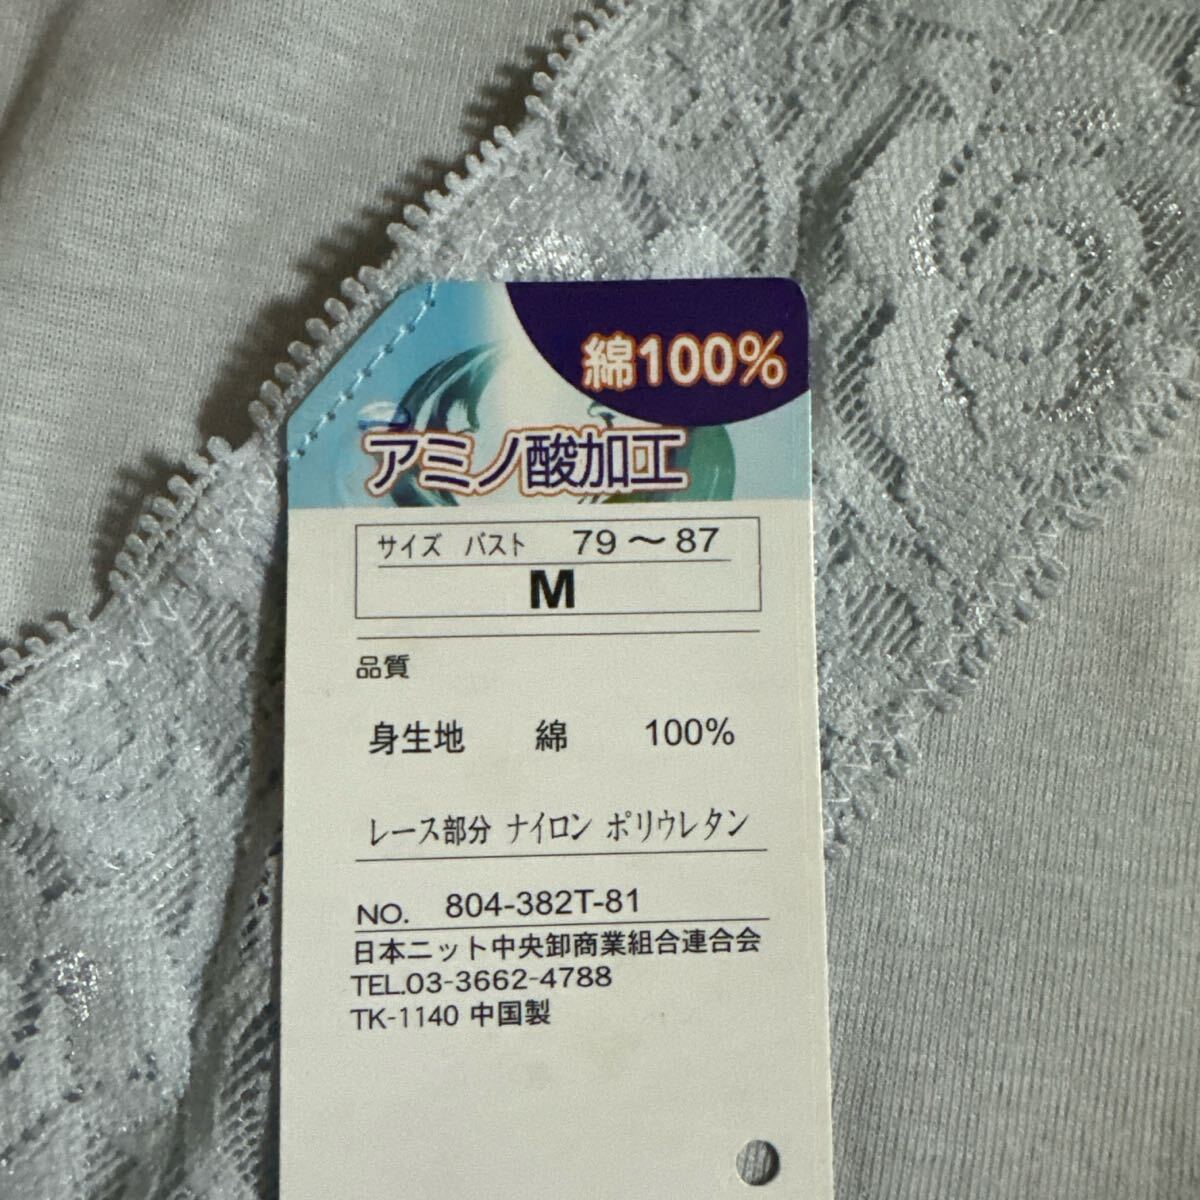 綿100%
アミノ酸加工
サイズ バスト 79～87
M
品質
身生地 綿 100%
レース部分 ナイロン ポリウレタン
NO. 804-382T-81
日本ニット中央卸商業組合連合会
TEL.03-3662-4788
TK-1140 中国製